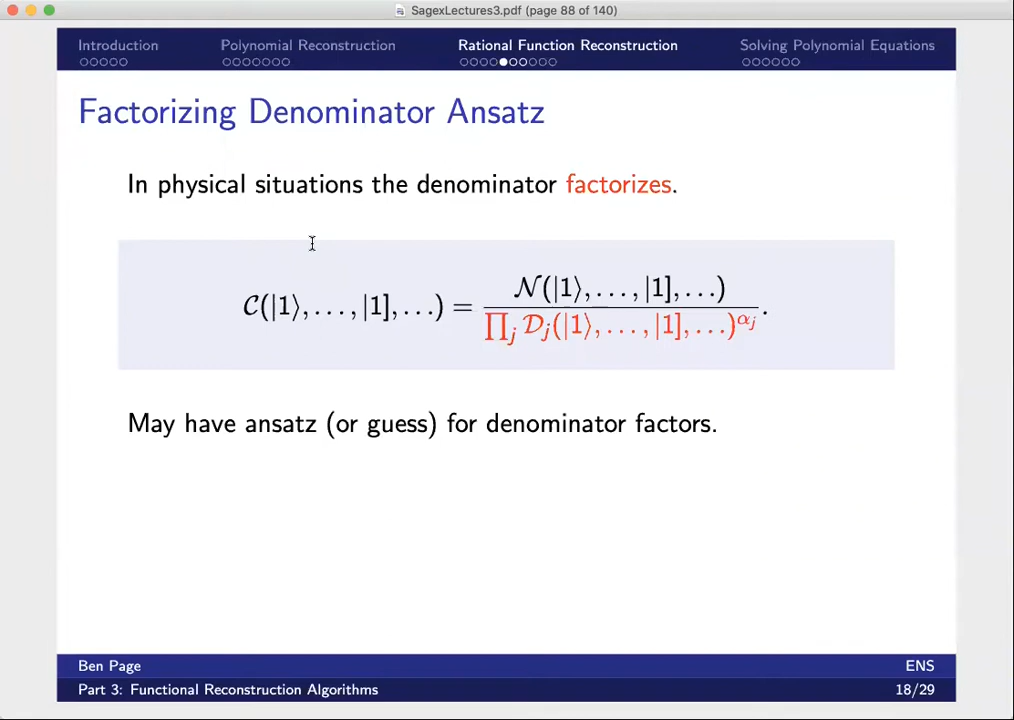 SagexLectures3.pdf (page 88 of 140)
Introduction Polynomial Reconstruction Rational Function Reconstruction Solving Polynomial Equations
Factorizing Denominator Ansatz
In physical situations the denominator factorizes.
𝒞(|1⟩, . . . , |1], . . .) = 𝒩(|1⟩, . . . , |1], . . .) / ∏_j 𝒟_j(|1⟩, . . . , |1], . . .)^{α_j} .
May have ansatz (or guess) for denominator factors.
Ben Page ENS
Part 3: Functional Reconstruction Algorithms 18/29